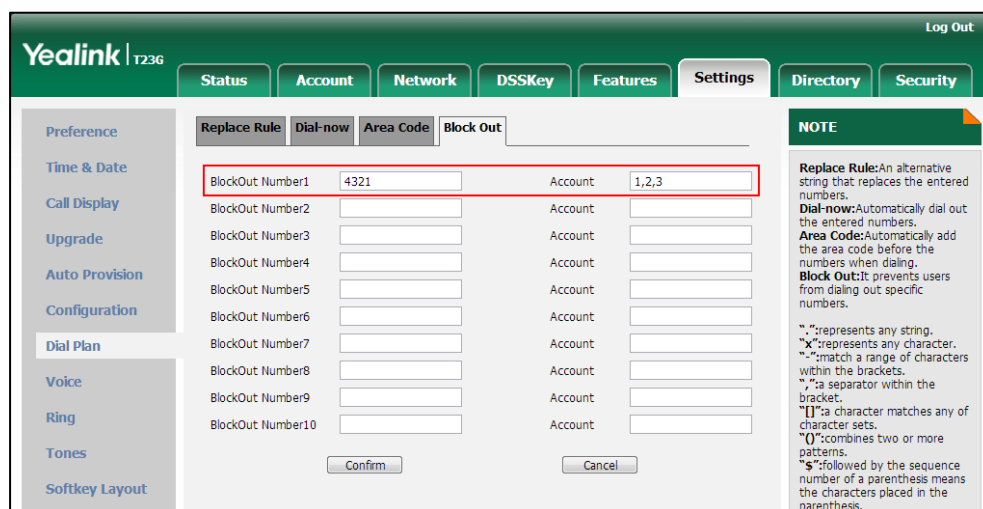 Log Out
Yealink | T23G
Status Account Network DSSKey Features Settings Directory Security
Preference
Time & Date
Call Display
Upgrade
Auto Provision
Configuration
Dial Plan
Voice
Ring
Tones
Softkey Layout
Replace Rule Dial-now Area Code Block Out
BlockOut Number1 4321 Account 1,2,3
BlockOut Number2 Account
BlockOut Number3 Account
BlockOut Number4 Account
BlockOut Number5 Account
BlockOut Number6 Account
BlockOut Number7 Account
BlockOut Number8 Account
BlockOut Number9 Account
BlockOut Number10 Account
Confirm Cancel
NOTE
Replace Rule:An alternative
string that replaces the entered
numbers.
Dial-now:Automatically dial out
the entered numbers.
Area Code:Automatically add
the area code before the
numbers when dialing.
Block Out:It prevents users
from dialing out specific
numbers.
".":represents any string.
"x":represents any character.
"-":match a range of characters
within the brackets.
",":a separator within the
bracket.
"[]":a character matches any of
character sets.
"()":combines two or more
patterns.
"$":followed by the sequence
number of a parenthesis means
the characters placed in the
parenthesis.